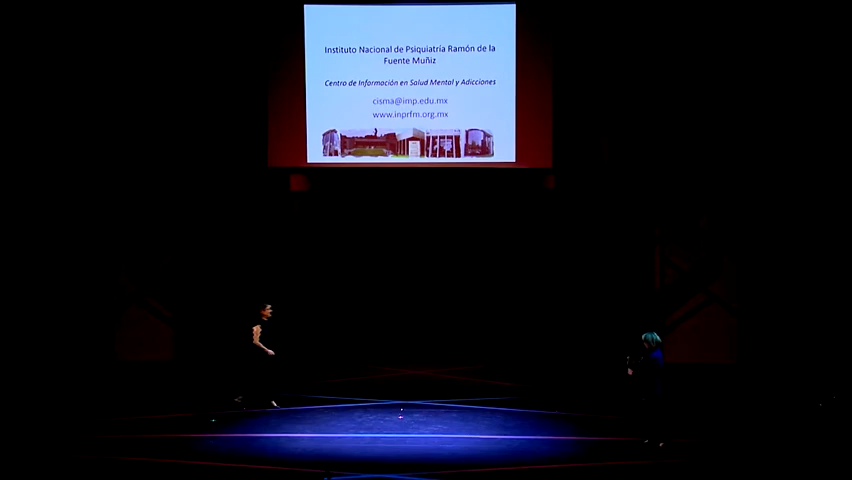 Instituto Nacional de Psiquiatría Ramón de la
Fuente Muñiz
Centro de Información en Salud Mental y Adicciones
cisma@imp.edu.mx
www.inprfm.org.mx